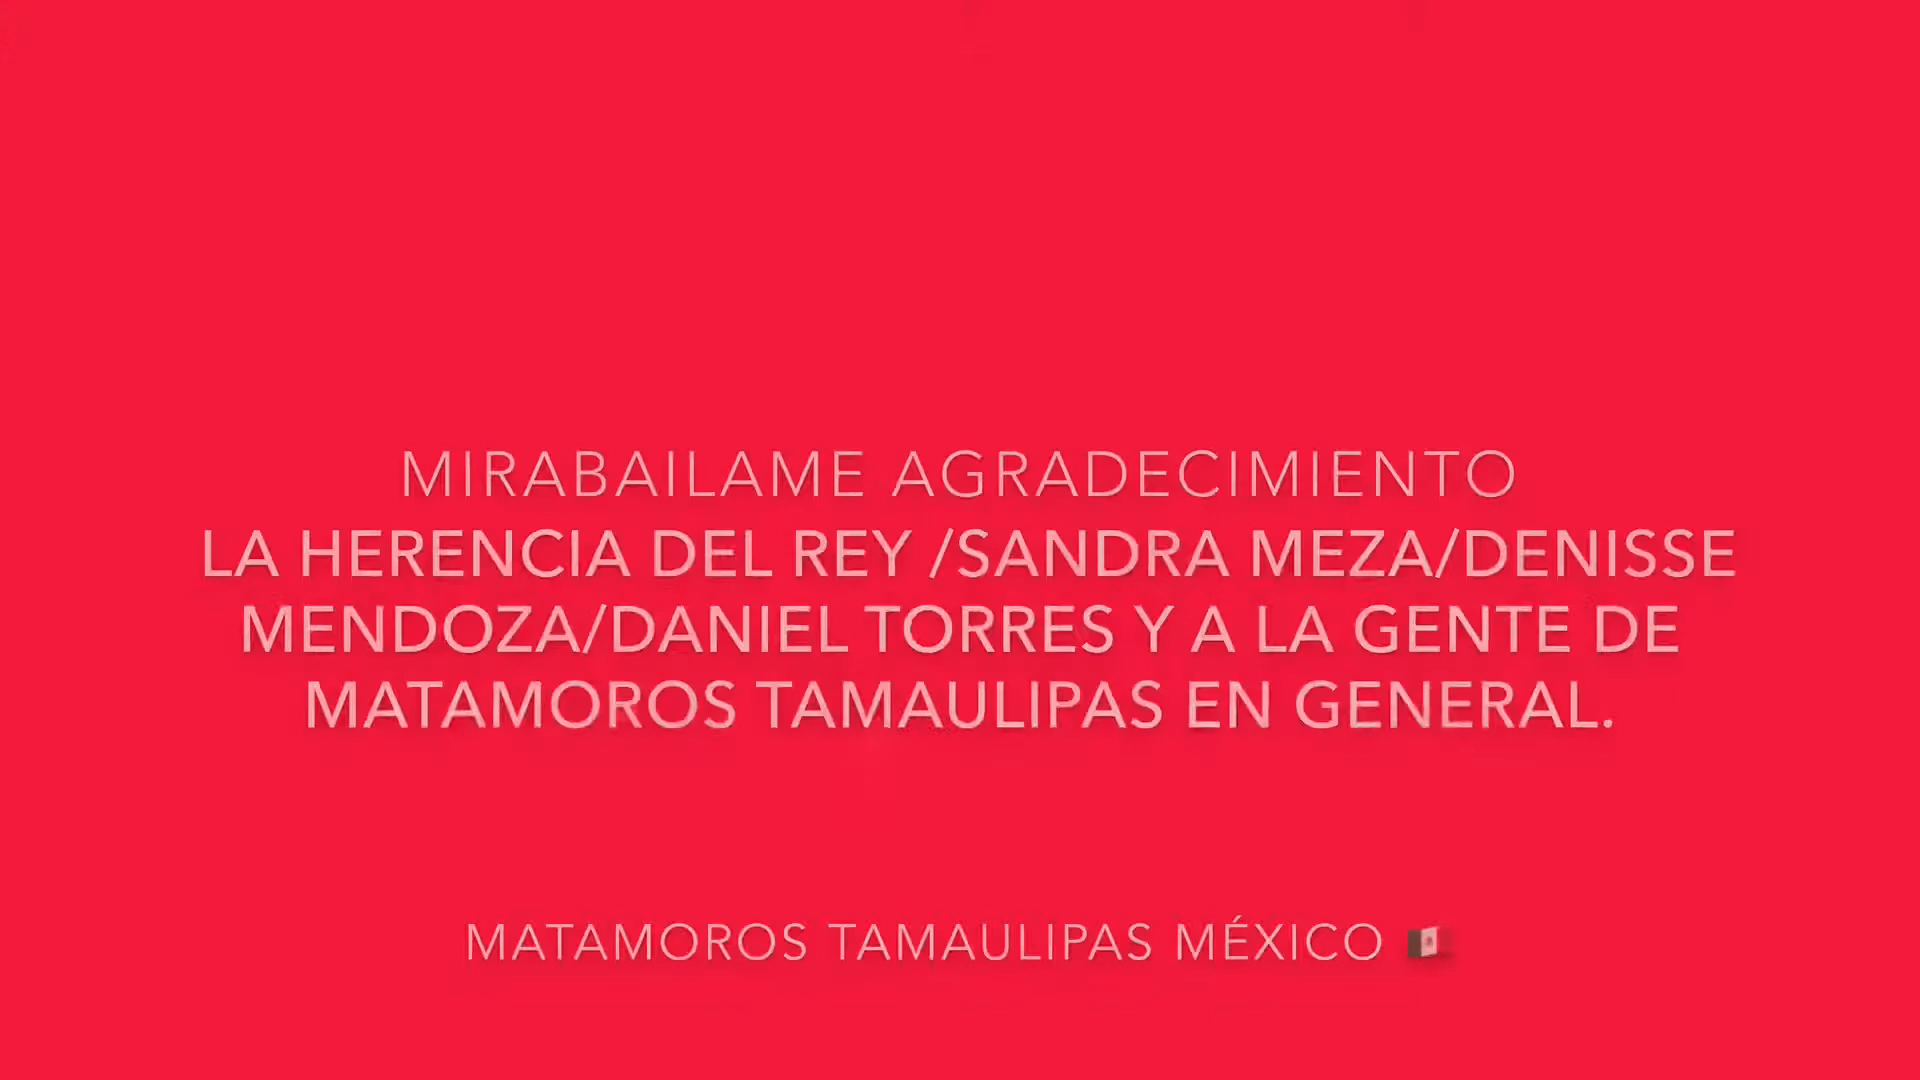 MIRABAILAME AGRADECIMIENTO
LA HERENCIA DEL REY /SANDRA MEZA/DENISSE
MENDOZA/DANIEL TORRES Y A LA GENTE DE
MATAMOROS TAMAULIPAS EN GENERAL.
MATAMOROS TAMAULIPAS MÉXICO 🇲🇽